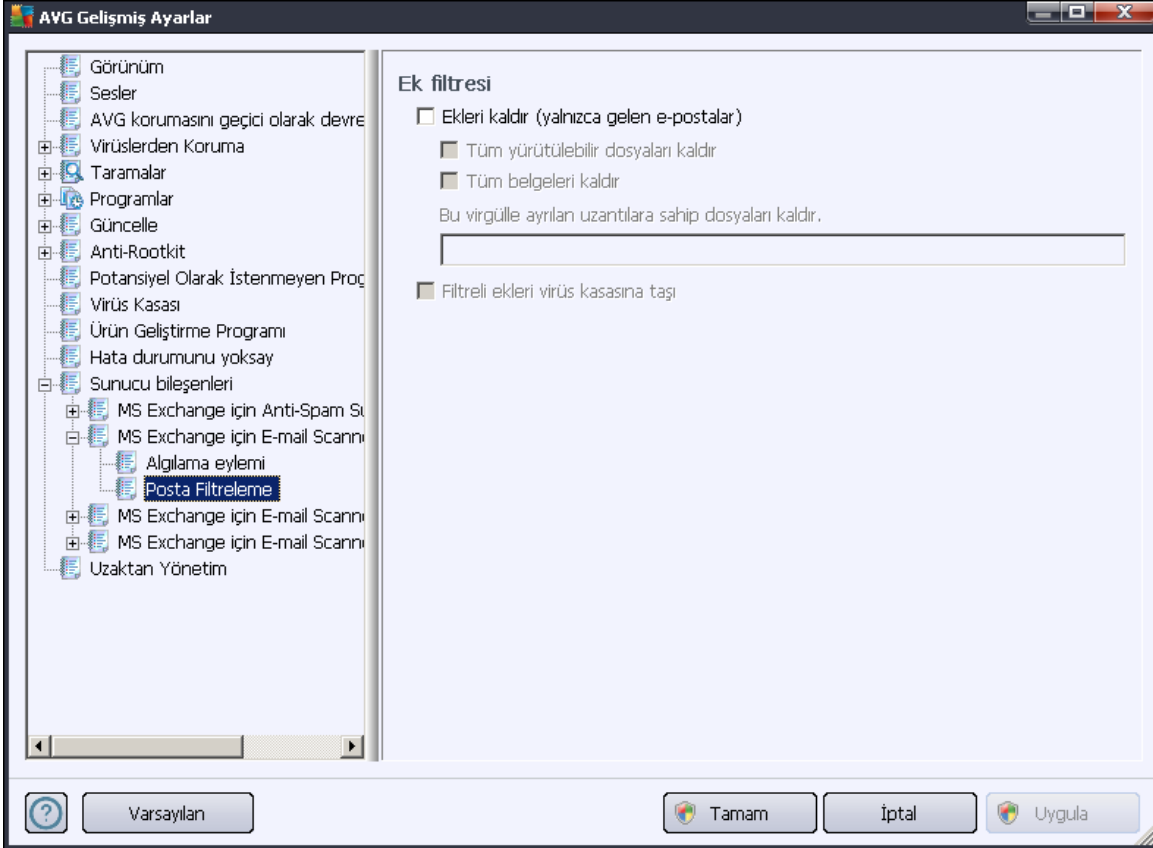 AVG Gelişmiş Ayarlar
Görünüm
Sesler
AVG korumasını geçici olarak devre
Virüslerden Koruma
Taramalar
Programlar
Güncelle
Anti-Rootkit
Potansiyel Olarak İstenmeyen Prog
Virüs Kasası
Ürün Geliştirme Programı
Hata durumunu yoksay
Sunucu bileşenleri
MS Exchange için Anti-Spam Su
MS Exchange için E-mail Scann
Algılama eylemi
Posta Filtreleme
MS Exchange için E-mail Scann
MS Exchange için E-mail Scann
Uzaktan Yönetim
Ek filtresi
Ekleri kaldır (yalnızca gelen e-postalar)
Tüm yürütülebilir dosyaları kaldır
Tüm belgeleri kaldır
Bu virgülle ayrılan uzantılara sahip dosyaları kaldır.
Filtreli ekleri virüs kasasına taşı
Varsayılan
Tamam
İptal
Uygula